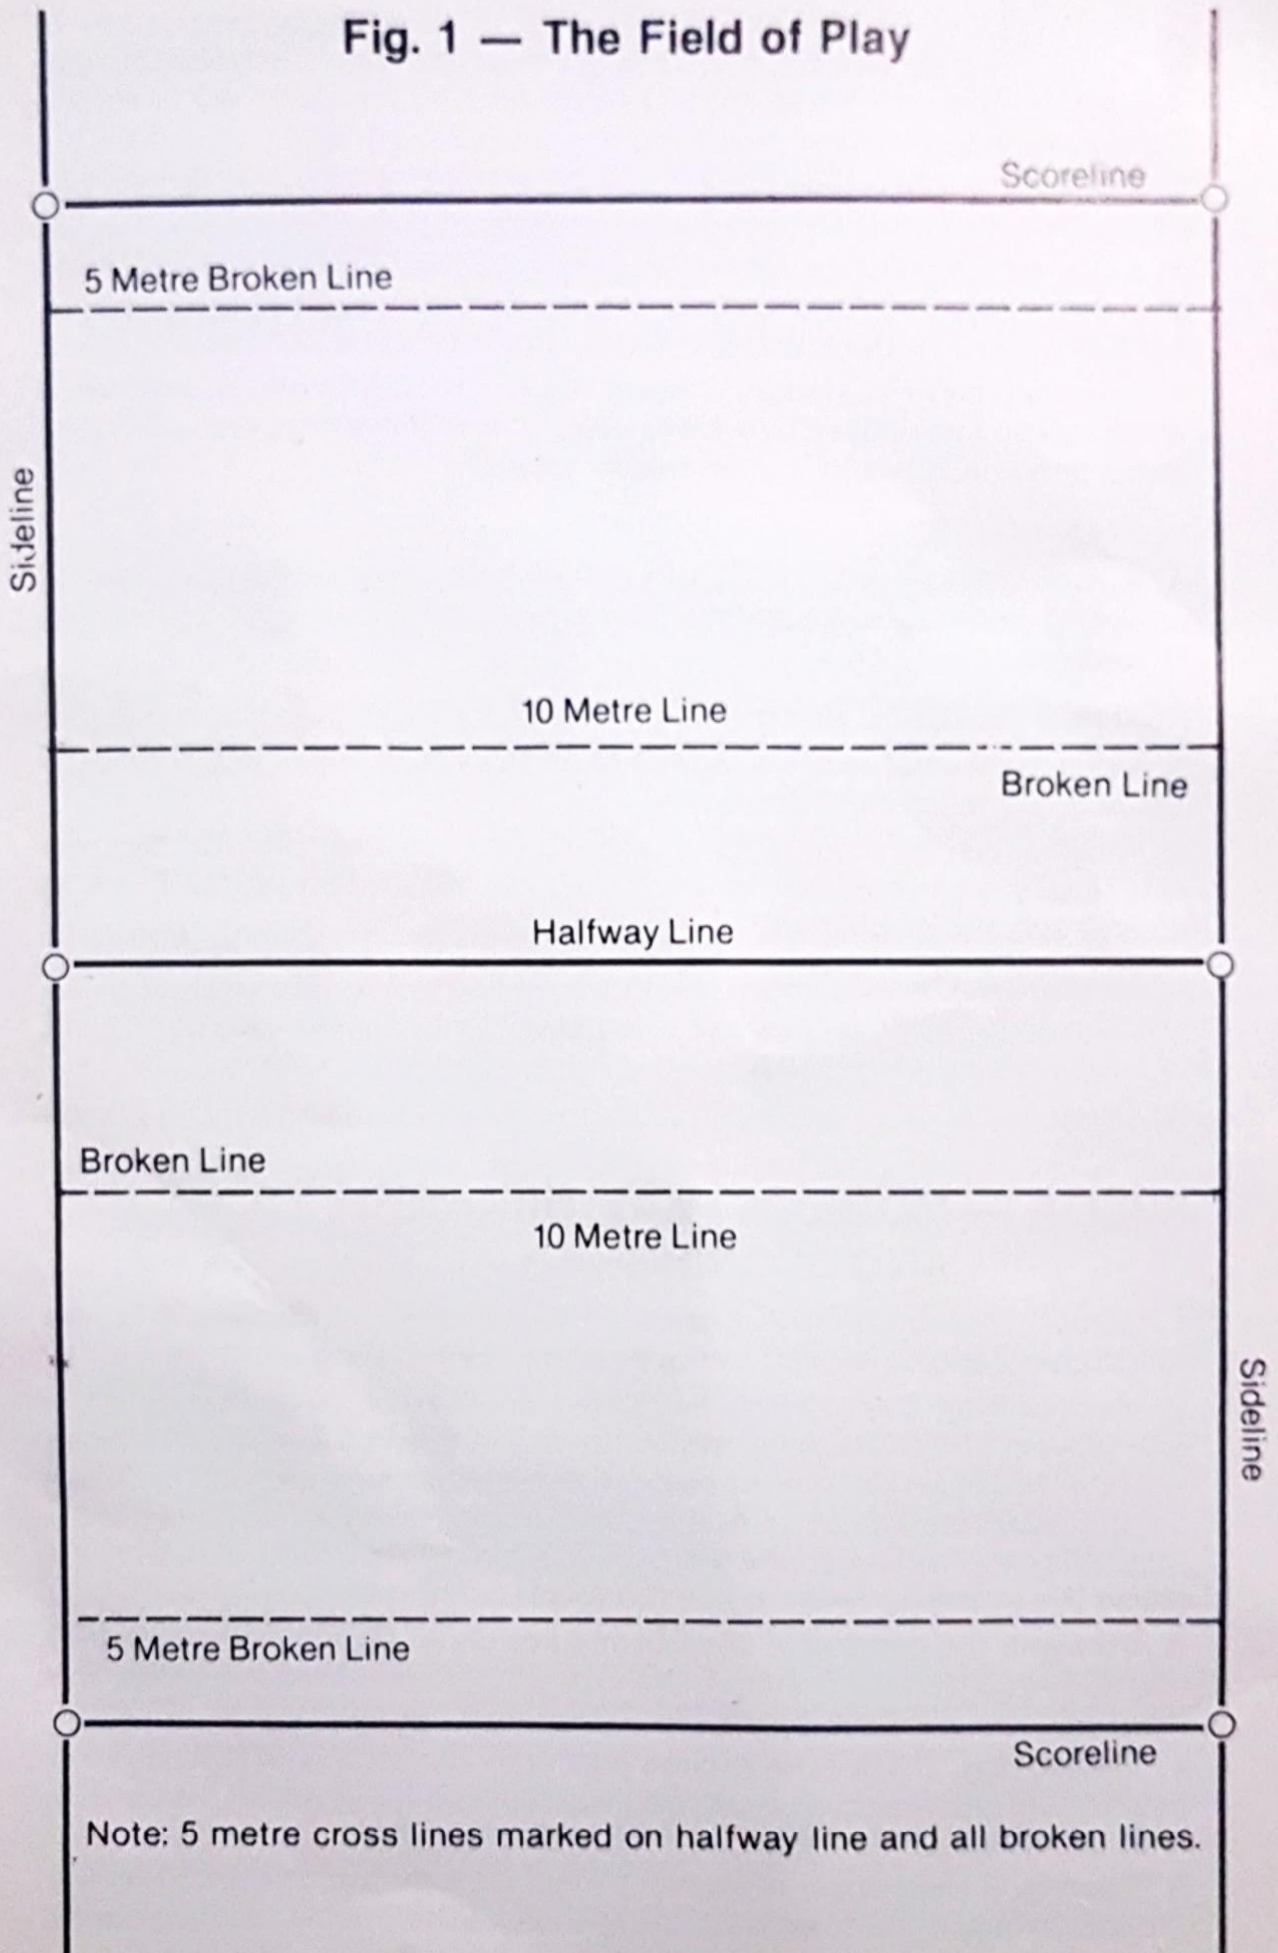 Fig. 1 — The Field of Play
Scoreline
5 Metre Broken Line
Sideline
10 Metre Line
Broken Line
Halfway Line
Broken Line
10 Metre Line
Sideline
5 Metre Broken Line
Scoreline
Note: 5 metre cross lines marked on halfway line and all broken lines.